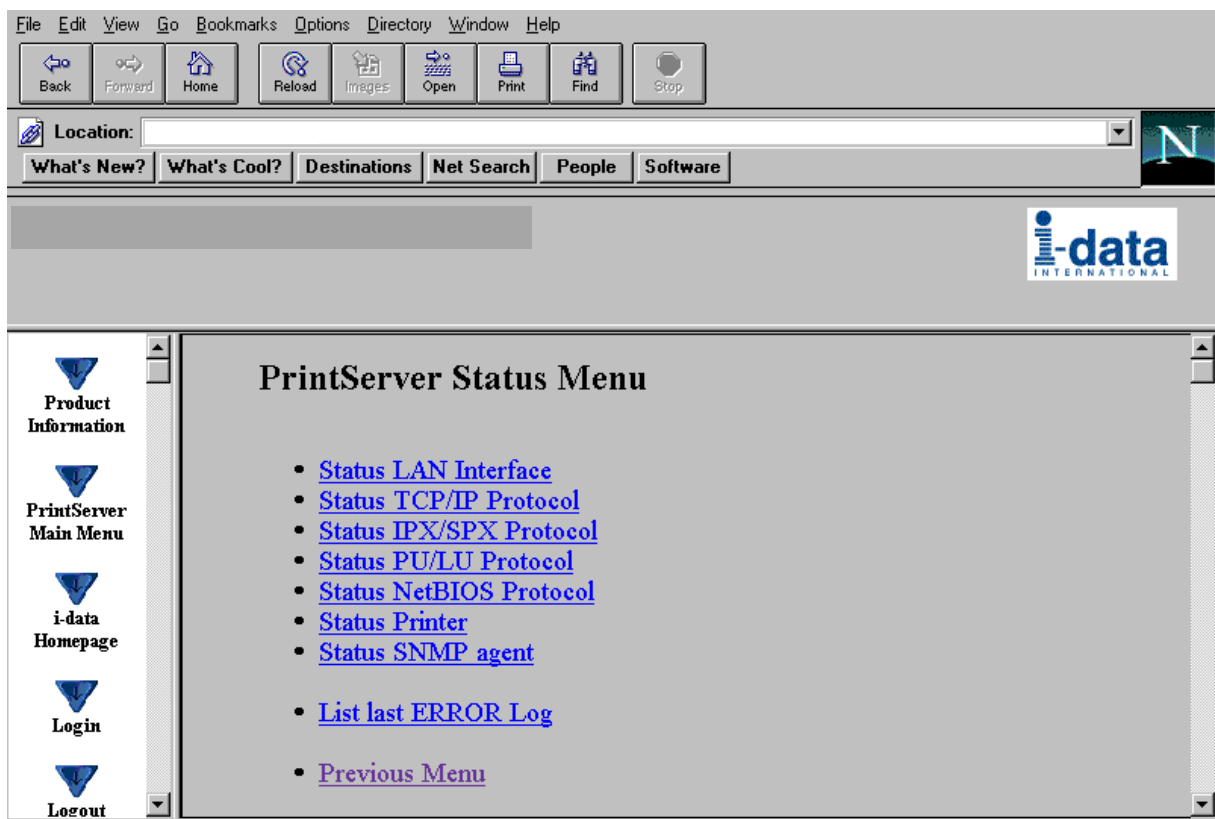 File Edit View Go Bookmarks Options Directory Window Help
Back Forward Home Reload Images Open Print Find Stop
Location:
N
What's New? What's Cool? Destinations Net Search People Software
i-data
INTERNATIONAL
Product
Information
PrintServer
Main Menu
i-data
Homepage
Login
Logout
PrintServer Status Menu
• Status LAN Interface
• Status TCP/IP Protocol
• Status IPX/SPX Protocol
• Status PU/LU Protocol
• Status NetBIOS Protocol
• Status Printer
• Status SNMP agent
• List last ERROR Log
• Previous Menu